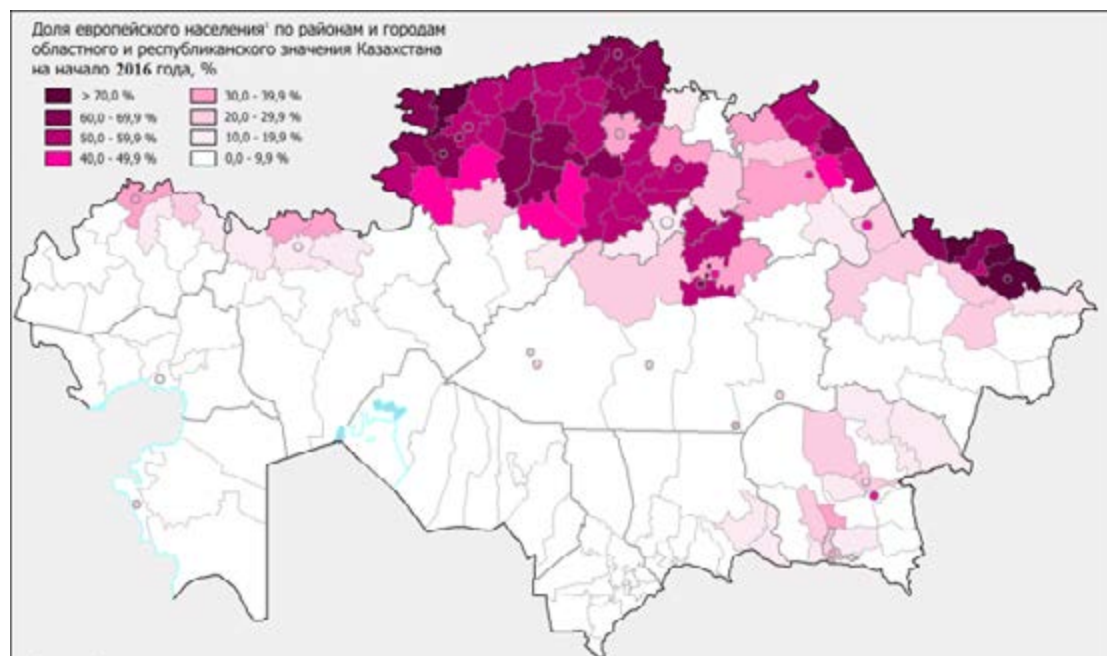 Доля европейского населения¹ по районам и городам
областного и республиканского значения Казахстана
на начало 2016 года, %
> 70,0 %
60,0 - 69,9 %
50,0 - 59,9 %
40,0 - 49,9 %
30,0 - 39,9 %
20,0 - 29,9 %
10,0 - 19,9 %
0,0 - 9,9 %